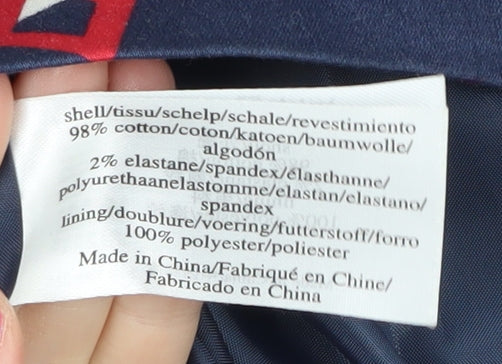 shell/tissu/schelp/schale/revestimiento
98% cotton/coton/katoen/baumwolle/
algodón
2% elastane/spandex/élasthanne/
polyurethaanelastomme/elastan/elastano/
spandex
lining/doublure/voering/futterstoff/forro
100% polyester/poliester
Made in China/Fabriqué en Chine/
Fabricado en China